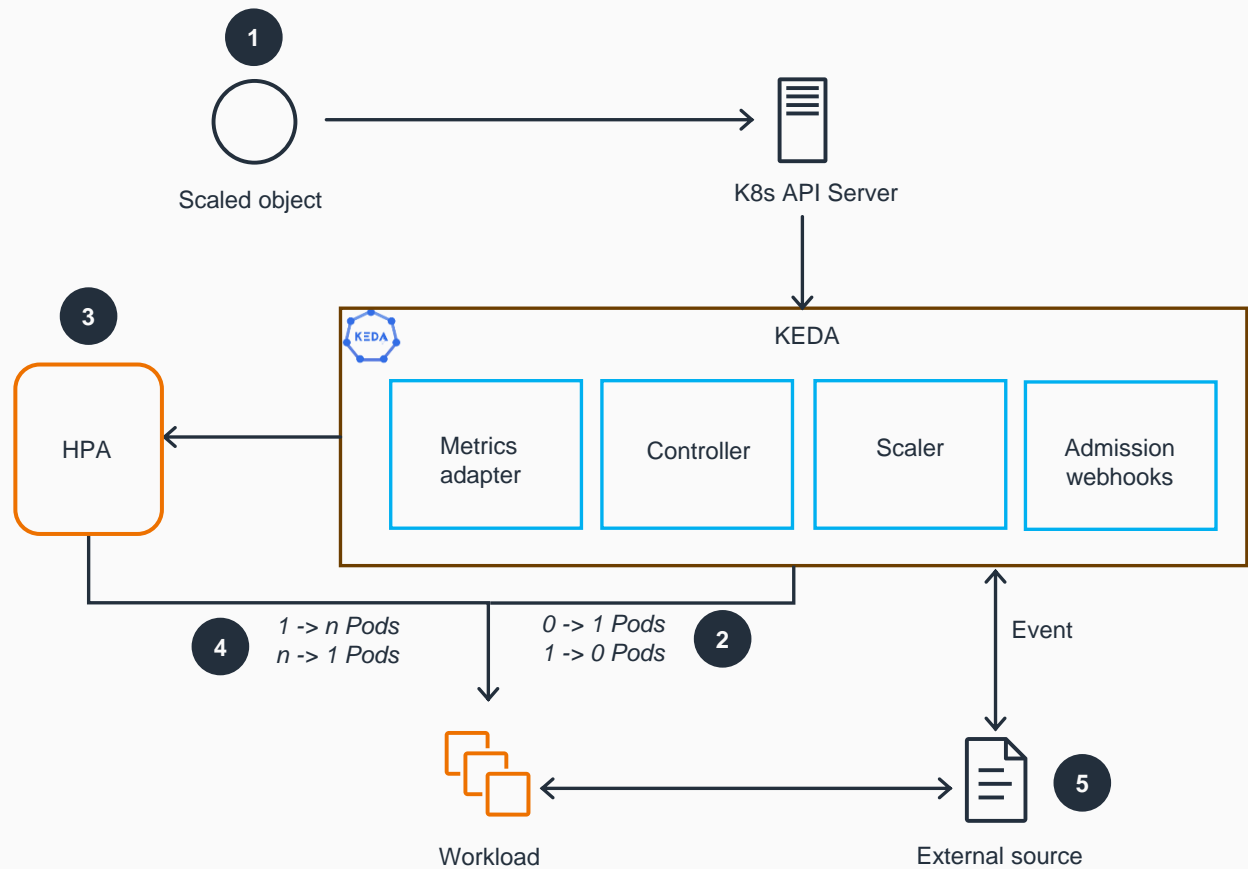 1
Scaled object
K8s API Server
3
KEDA
KEDA
HPA
Metrics
adapter
Controller
Scaler
Admission
webhooks
4
1 -> n Pods
n -> 1 Pods
0 -> 1 Pods
1 -> 0 Pods
2
Event
5
Workload
External source